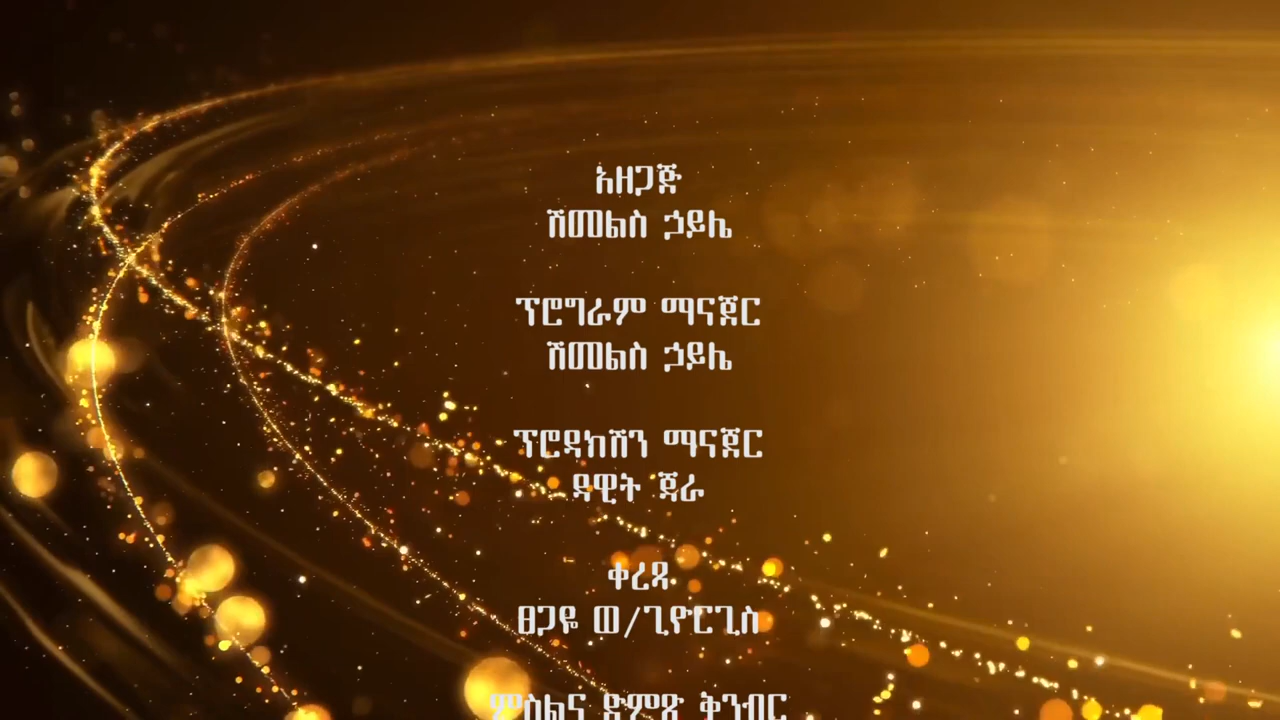 አዘጋጅ
ሽመልስ ኃይሌ
ፕሮግራም ማናጀር
ሽመልስ ኃይሌ
ፕሮዳክሽን ማናጀር
ዳዊት ጃራ
ቀረጻ
ፀጋዬ ወ/ጊዮርጊስ
ምስልና ድምጽ ቅንብር